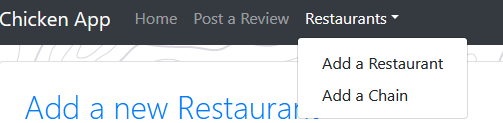 Chicken App Home Post a Review Restaurants
Add a Restaurant
Add a Chain
Add a new Restaurant